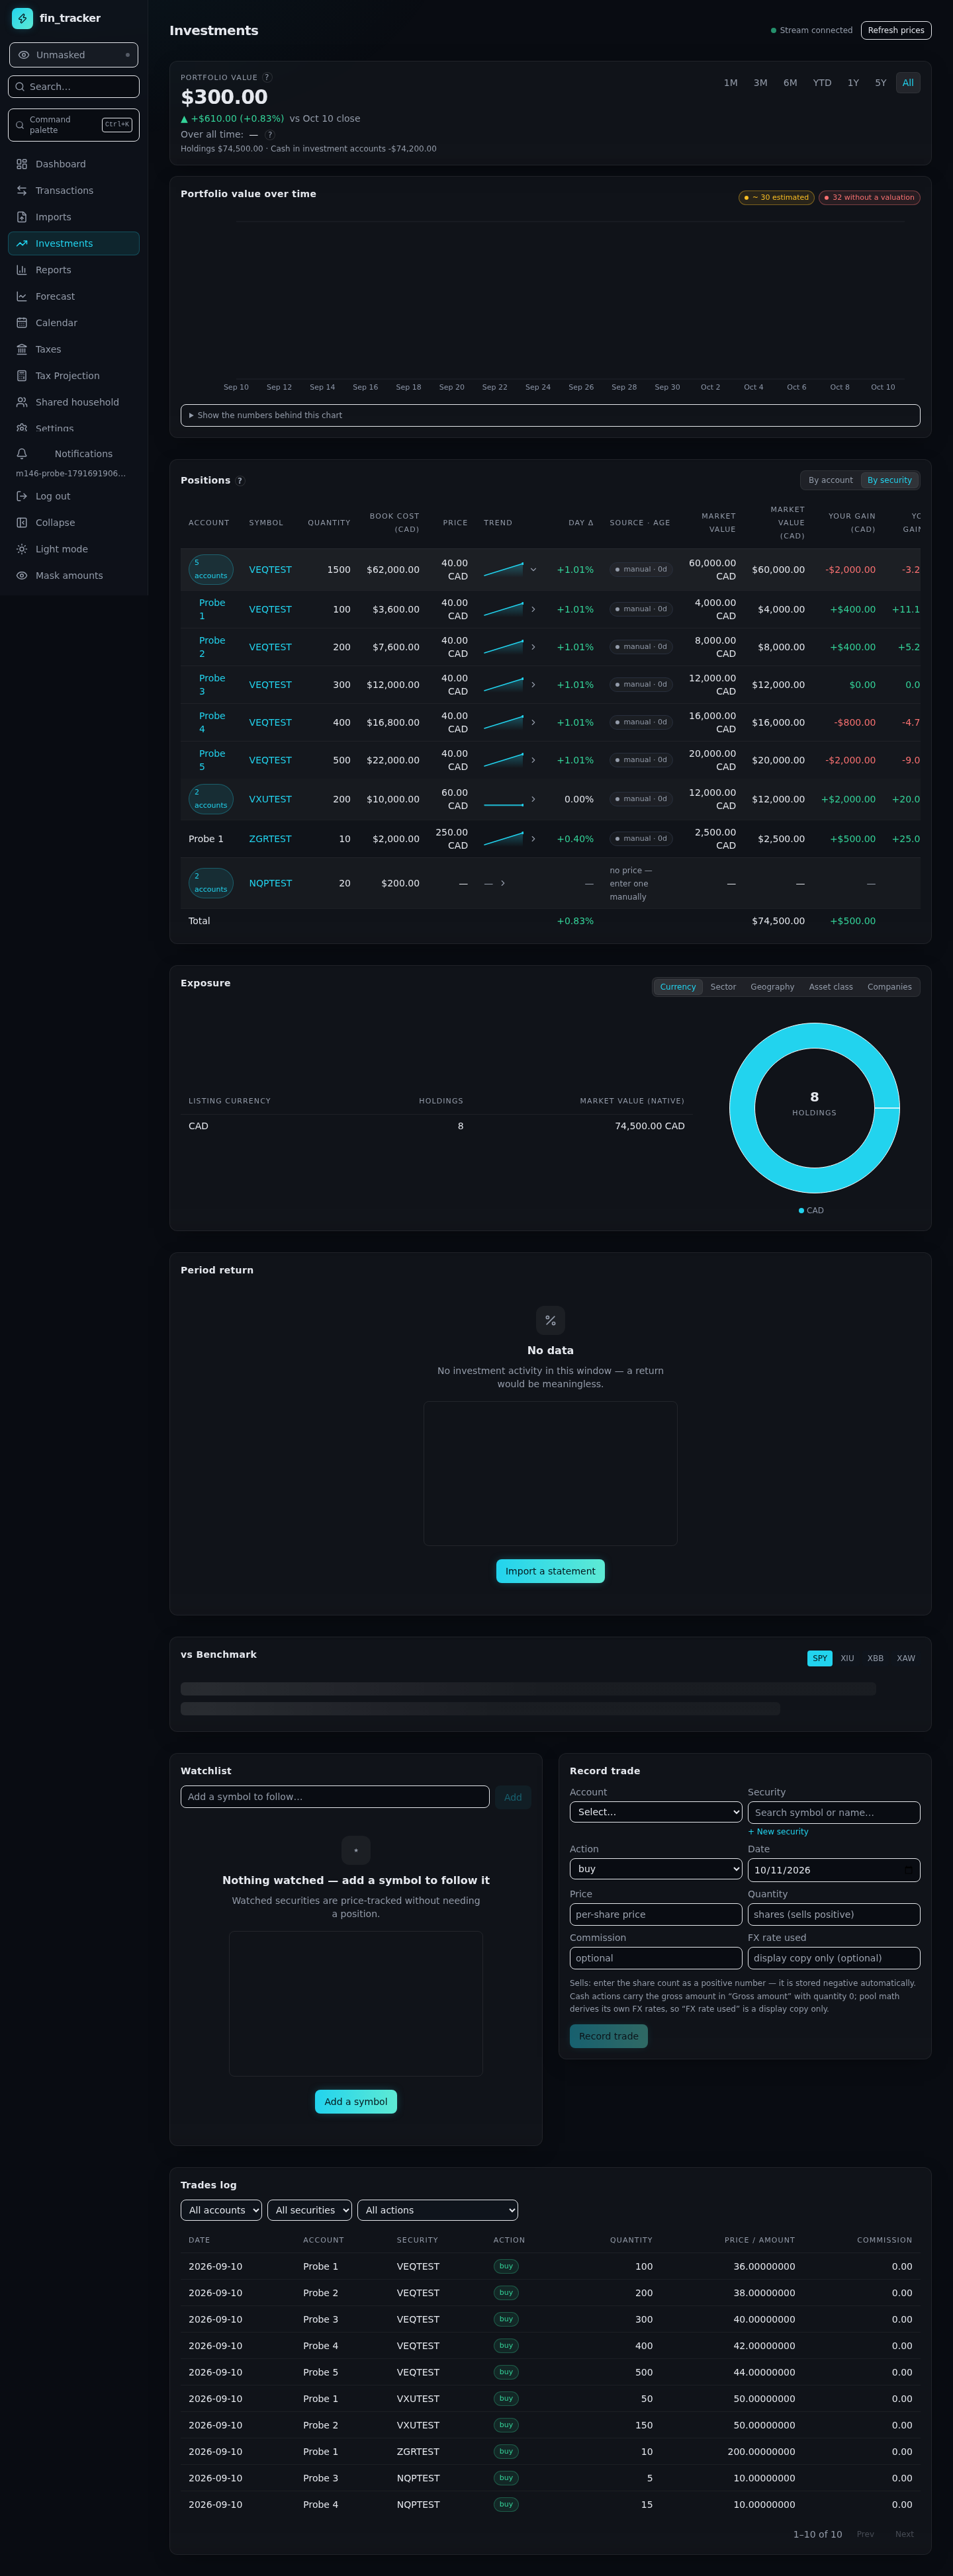 fin_tracker
Unmasked
Search...
Command palette Ctrl+K
Dashboard
Transactions
Imports
Investments
Reports
Forecast
Calendar
Taxes
Tax Projection
Shared household
Settings
Notifications
m146-probe-1791691906...
Log out
Collapse
Light mode
Mask amounts
Investments
Stream connected Refresh prices
PORTFOLIO VALUE ?
1M 3M 6M YTD 1Y 5Y All
$300.00
▲ +$610.00 (+0.83%) vs Oct 10 close
Over all time: — ?
Holdings $74,500.00 · Cash in investment accounts -$74,200.00
Portfolio value over time
~ 30 estimated 32 without a valuation
Sep 10 Sep 12 Sep 14 Sep 16 Sep 18 Sep 20 Sep 22 Sep 24 Sep 26 Sep 28 Sep 30 Oct 2 Oct 4 Oct 6 Oct 8 Oct 10
▶ Show the numbers behind this chart
Positions ?
By account By security
ACCOUNT SYMBOL QUANTITY BOOK COST (CAD) PRICE TREND DAY Δ SOURCE · AGE MARKET VALUE MARKET VALUE (CAD) YOUR GAIN (CAD)
5 accounts VEQTEST 1500 $62,000.00 40.00 CAD +1.01% manual · 0d 60,000.00 CAD $60,000.00 -$2,000.00 -3.2
Probe 1 VEQTEST 100 $3,600.00 40.00 CAD +1.01% manual · 0d 4,000.00 CAD $4,000.00 +$400.00 +11.1
Probe 2 VEQTEST 200 $7,600.00 40.00 CAD +1.01% manual · 0d 8,000.00 CAD $8,000.00 +$400.00 +5.2
Probe 3 VEQTEST 300 $12,000.00 40.00 CAD +1.01% manual · 0d 12,000.00 CAD $12,000.00 $0.00 0.0
Probe 4 VEQTEST 400 $16,800.00 40.00 CAD +1.01% manual · 0d 16,000.00 CAD $16,000.00 -$800.00 -4.7
Probe 5 VEQTEST 500 $22,000.00 40.00 CAD +1.01% manual · 0d 20,000.00 CAD $20,000.00 -$2,000.00 -9.0
2 accounts VXUTEST 200 $10,000.00 60.00 CAD 0.00% manual · 0d 12,000.00 CAD $12,000.00 +$2,000.00 +20.0
Probe 1 ZGRTEST 10 $2,000.00 250.00 CAD +0.40% manual · 0d 2,500.00 CAD $2,500.00 +$500.00 +25.0
2 accounts NQPTEST 20 $200.00 — — — no price — enter one manually — — —
Total +0.83% $74,500.00 +$500.00
Exposure
Currency Sector Geography Asset class Companies
LISTING CURRENCY HOLDINGS MARKET VALUE (NATIVE)
CAD 8 74,500.00 CAD
8
HOLDINGS
CAD
Period return
No data
No investment activity in this window — a return
would be meaningless.
Import a statement
vs Benchmark
SPY XIU XBB XAW
Watchlist
Add a symbol to follow...
Add
Nothing watched — add a symbol to follow it
Watched securities are price-tracked without needing
a position.
Add a symbol
Record trade
Account Security
Select... Search symbol or name...
+ New security
Action Date
buy 10/11/2026
Price Quantity
per-share price shares (sells positive)
Commission FX rate used
optional display copy only (optional)
Sells: enter the share count as a positive number — it is stored negative automatically.
Cash actions carry the gross amount in “Gross amount” with quantity 0; pool math
derives its own FX rates, so “FX rate used” is a display copy only.
Record trade
Trades log
All accounts All securities All actions
DATE ACCOUNT SECURITY ACTION QUANTITY PRICE / AMOUNT COMMISSION
2026-09-10 Probe 1 VEQTEST buy 100 36.00000000 0.00
2026-09-10 Probe 2 VEQTEST buy 200 38.00000000 0.00
2026-09-10 Probe 3 VEQTEST buy 300 40.00000000 0.00
2026-09-10 Probe 4 VEQTEST buy 400 42.00000000 0.00
2026-09-10 Probe 5 VEQTEST buy 500 44.00000000 0.00
2026-09-10 Probe 1 VXUTEST buy 50 50.00000000 0.00
2026-09-10 Probe 2 VXUTEST buy 150 50.00000000 0.00
2026-09-10 Probe 1 ZGRTEST buy 10 200.00000000 0.00
2026-09-10 Probe 3 NQPTEST buy 5 10.00000000 0.00
2026-09-10 Probe 4 NQPTEST buy 15 10.00000000 0.00
1–10 of 10 Prev Next